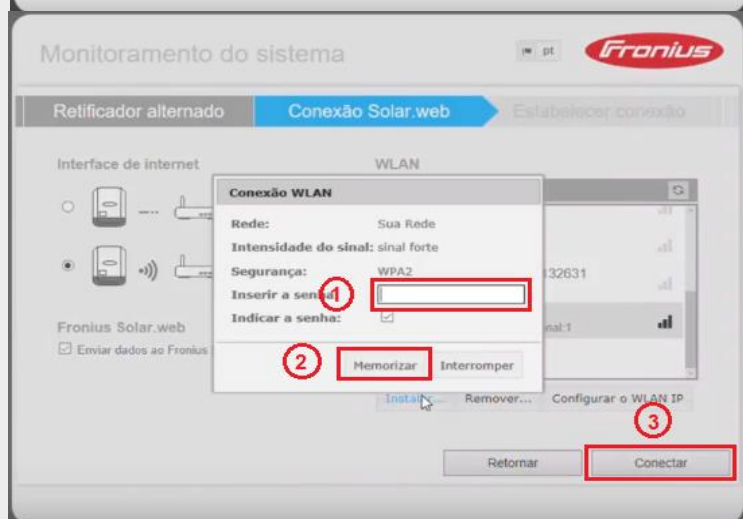 Monitoramento do sistema
pt
Fronius
Retificador alternado
Conexão Solar.web
Estabelecer conexão
Interface de internet
WLAN
Conexão WLAN
Rede: Sua Rede
Intensidade do sinal: sinal forte
Segurança: WPA2
132631
Inserir a senha
1
Indicar a senha:
nal:1
Fronius Solar.web
Enviar dados ao Fronius
2
Memorizar
Interromper
Instalar...
Remover...
Configurar o WLAN IP
3
Retornar
Conectar